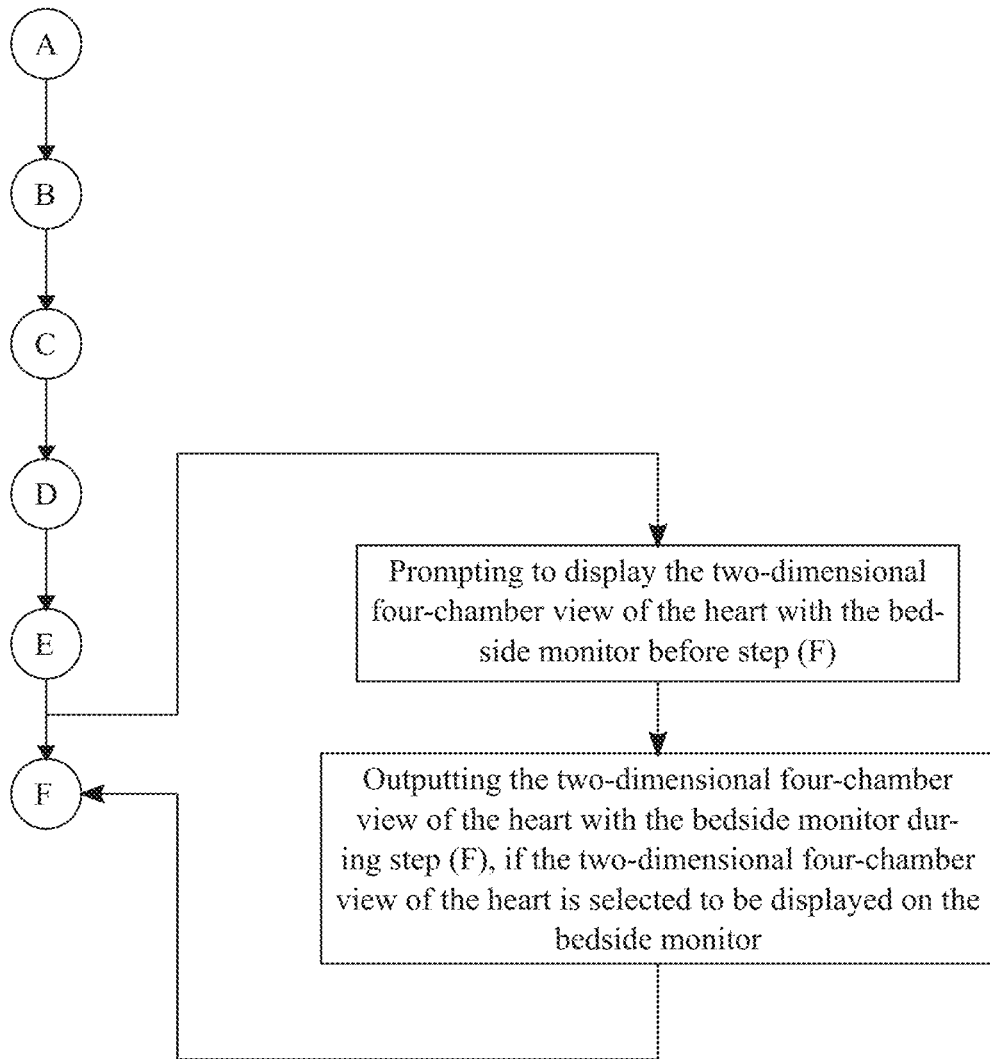 A
B
C
D
E
F
Prompting to display the two-dimensional
four-chamber view of the heart with the bed-
side monitor before step (F)
Outputting the two-dimensional four-chamber
view of the heart with the bedside monitor dur-
ing step (F), if the two-dimensional four-chamber
view of the heart is selected to be displayed on the
bedside monitor